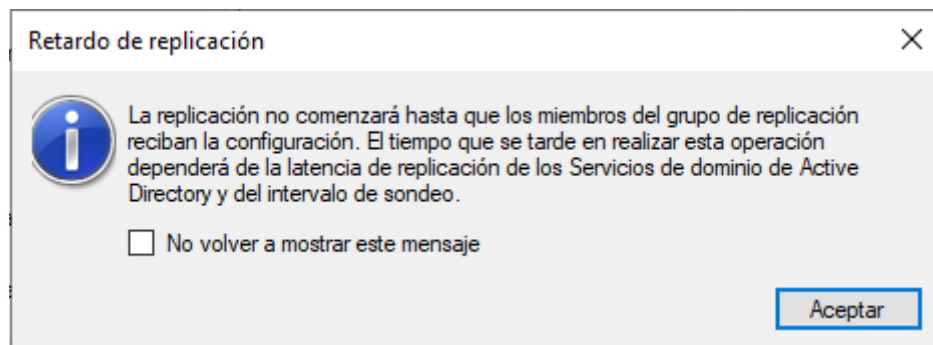 Retardo de replicación
La replicación no comenzará hasta que los miembros del grupo de replicación
reciban la configuración. El tiempo que se tarde en realizar esta operación
dependerá de la latencia de replicación de los Servicios de dominio de Active
Directory y del intervalo de sondeo.
No volver a mostrar este mensaje
Aceptar